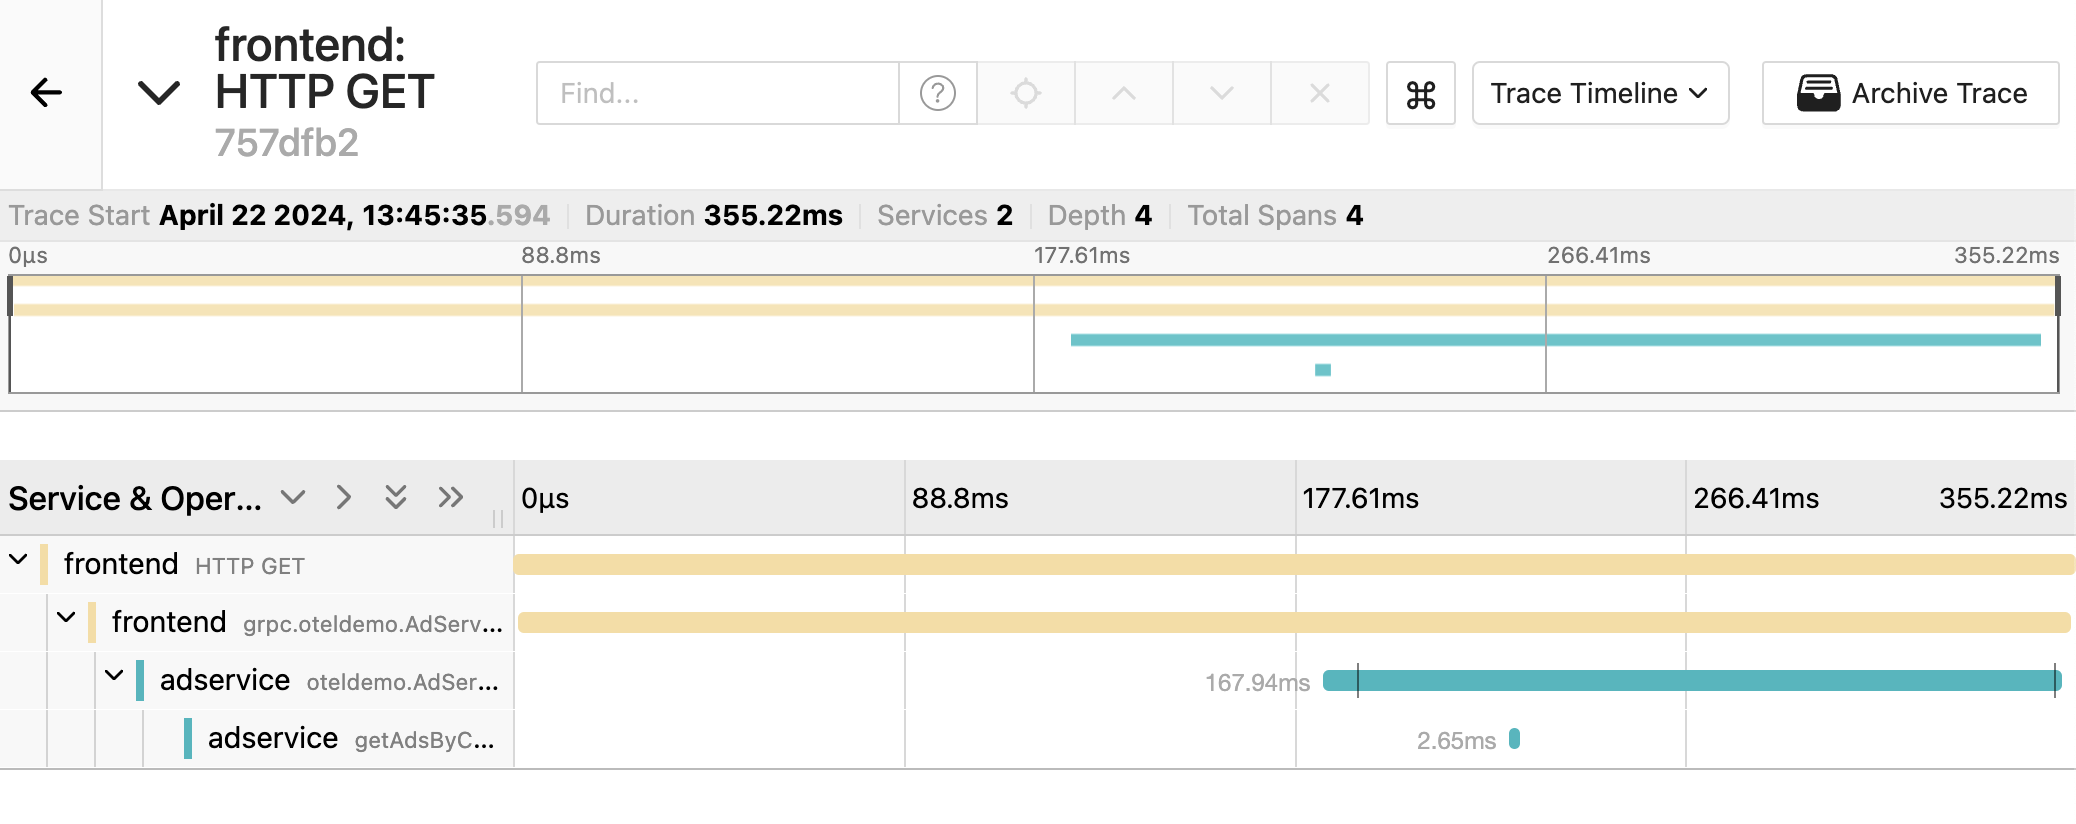 frontend:
HTTP GET
757dfb2
Find...
?
Trace Timeline
Archive Trace
Trace Start April 22 2024, 13:45:35.594 Duration 355.22ms Services 2 Depth 4 Total Spans 4
0μs 88.8ms 177.61ms 266.41ms 355.22ms
Service & Oper... 0μs 88.8ms 177.61ms 266.41ms 355.22ms
frontend HTTP GET
frontend grpc.oteldemo.AdServ...
adservice oteldemo.AdSer... 167.94ms
adservice getAdsByC... 2.65ms